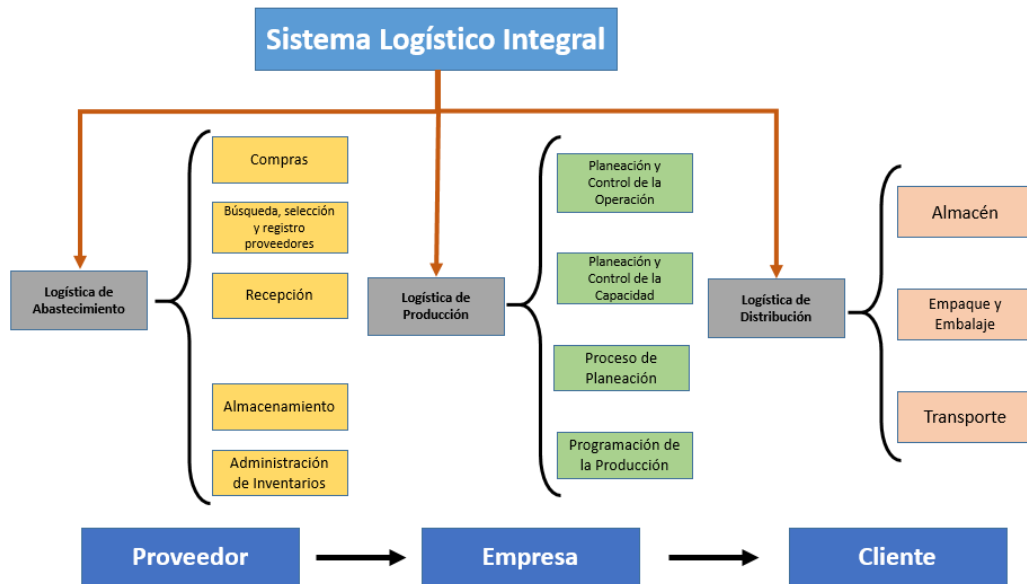 Sistema Logístico Integral
Logística de
Abastecimiento
Compras
Búsqueda, selección
y registro
proveedores
Recepción
Almacenamiento
Administración
de Inventarios
Logística de
Producción
Planeación y
Control de la
Operación
Planeación y
Control de la
Capacidad
Proceso de
Planeación
Programación de
la Producción
Logística de
Distribución
Almacén
Empaque y
Embalaje
Transporte
Proveedor
Empresa
Cliente